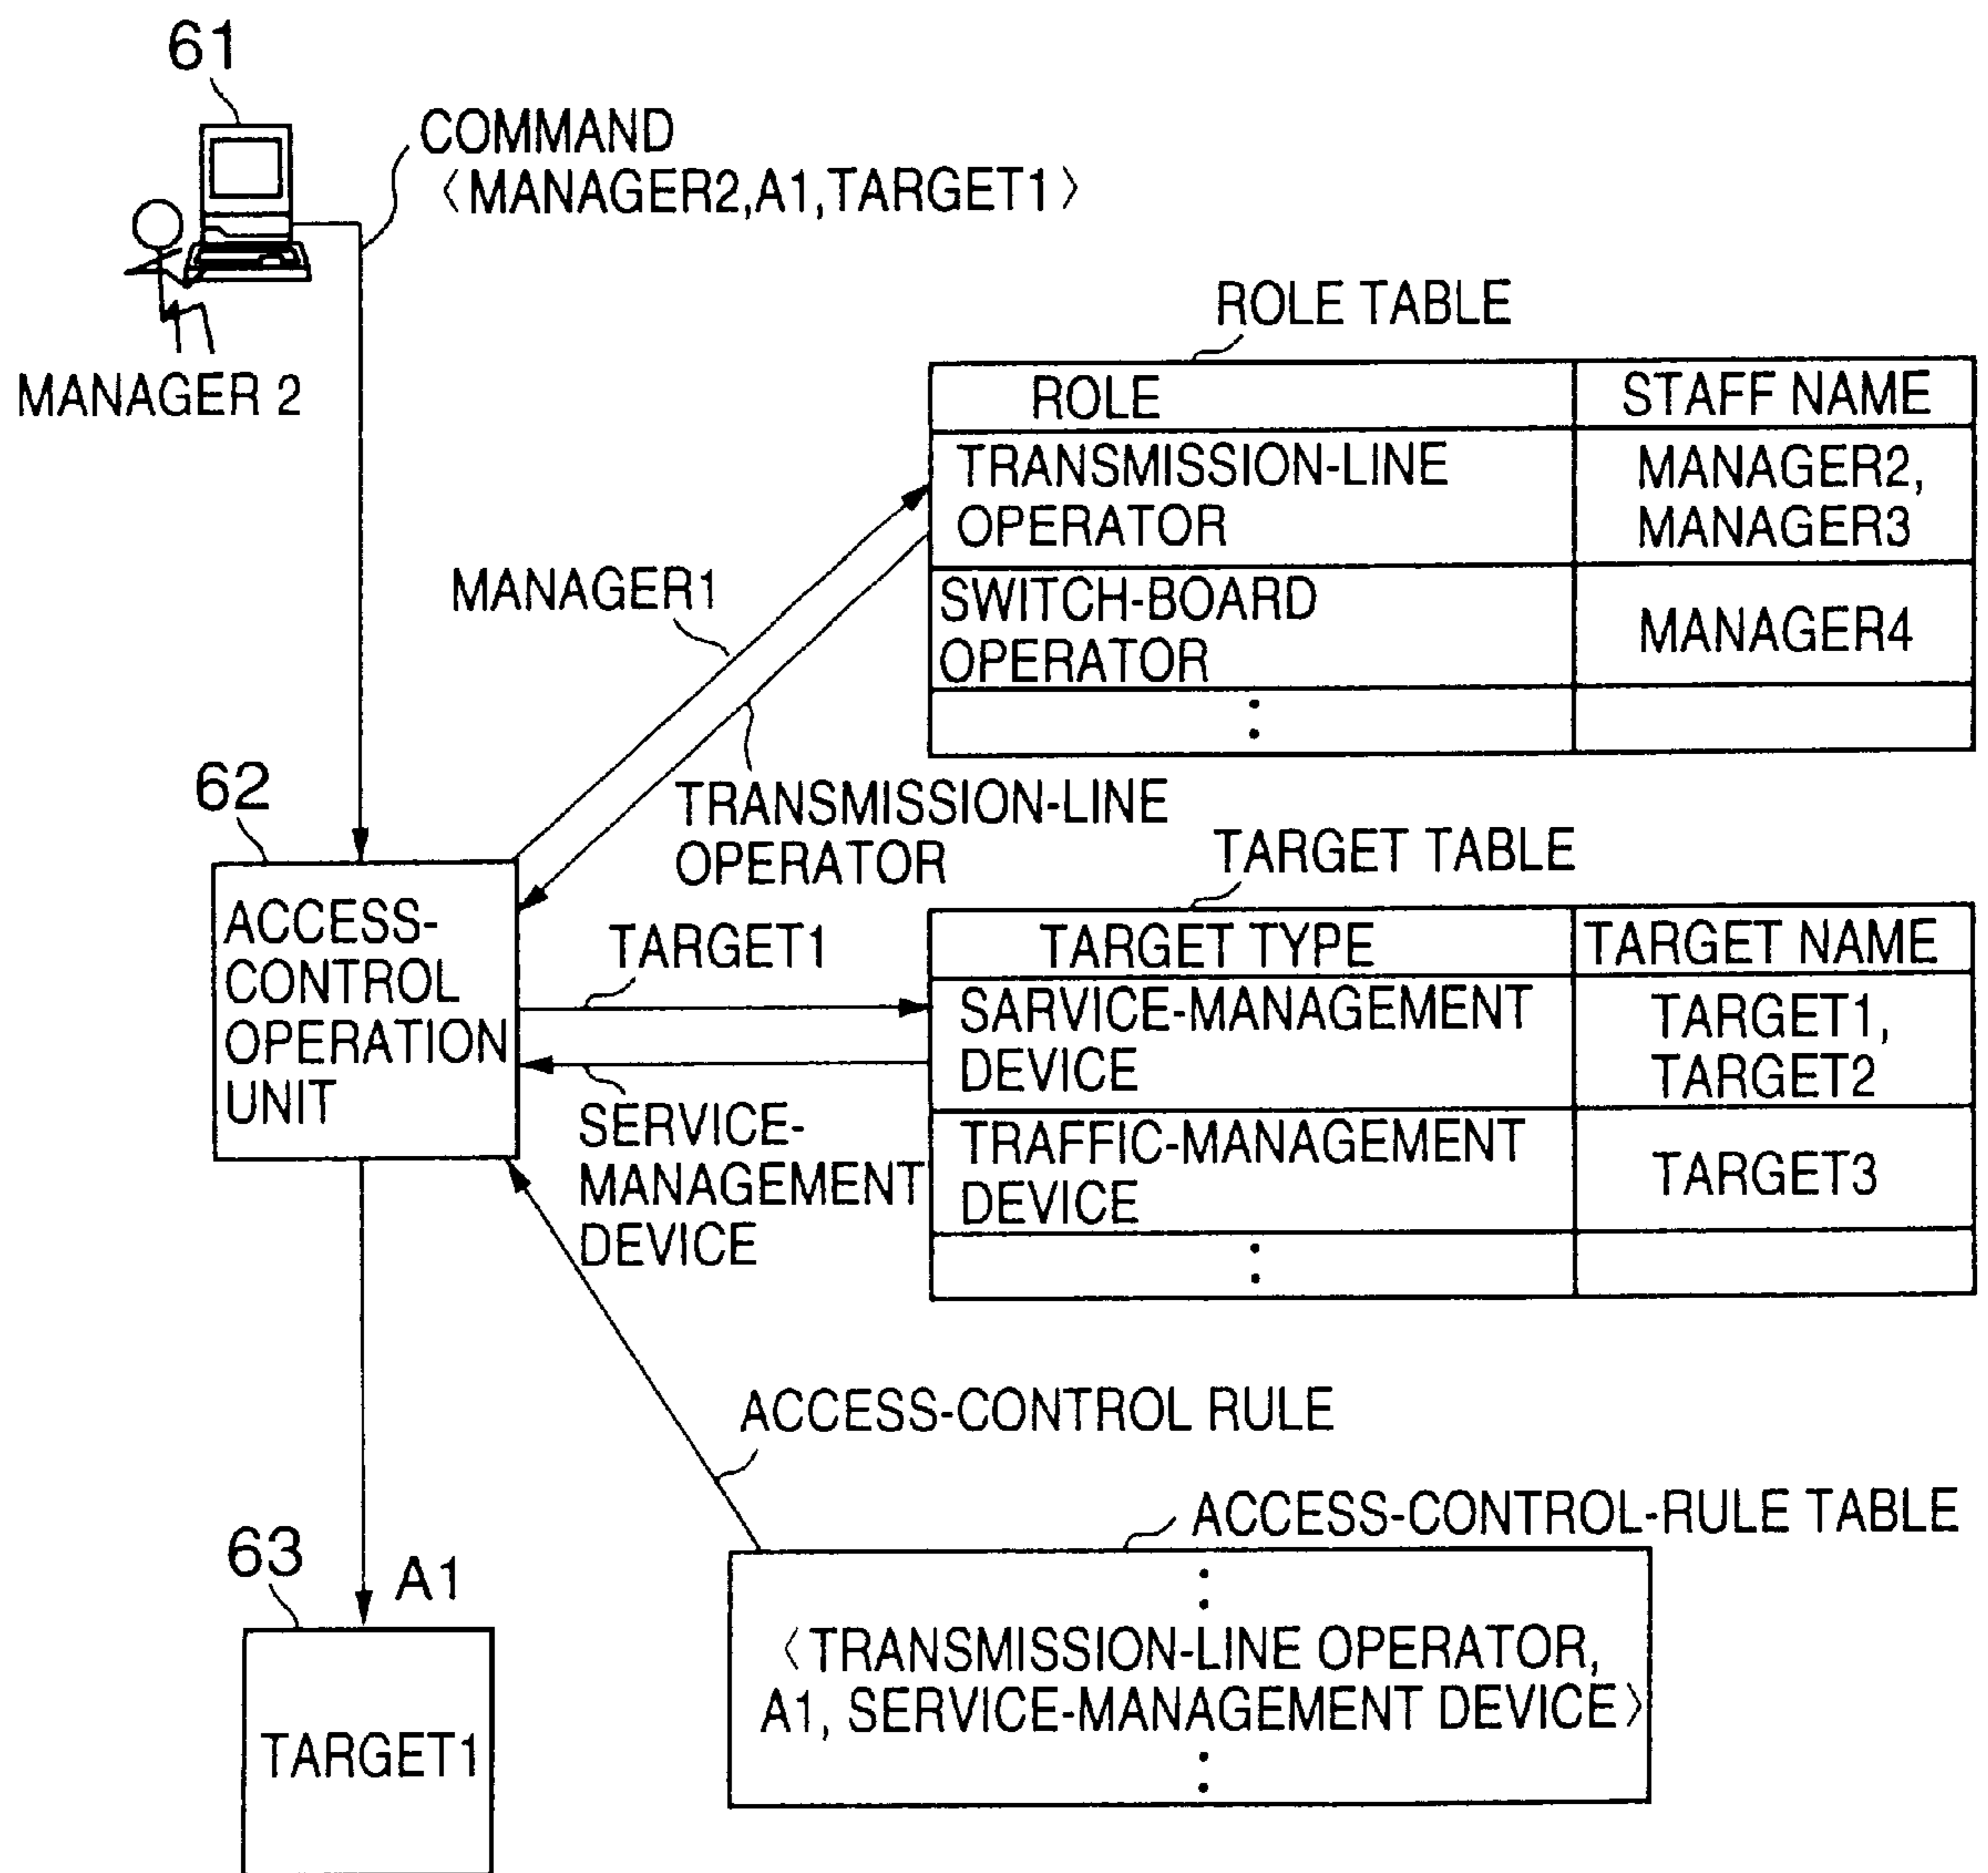 61
COMMAND
〈MANAGER2,A1,TARGET1〉
MANAGER 2
ROLE TABLE
ROLE
STAFF NAME
TRANSMISSION-LINE
OPERATOR
MANAGER2,
MANAGER3
SWITCH-BOARD
OPERATOR
MANAGER4
MANAGER1
TRANSMISSION-LINE
OPERATOR
62
ACCESS-
CONTROL
OPERATION
UNIT
TARGET TABLE
TARGET TYPE
TARGET NAME
SARVICE-MANAGEMENT
DEVICE
TARGET1,
TARGET2
TRAFFIC-MANAGEMENT
DEVICE
TARGET3
TARGET1
SERVICE-
MANAGEMENT
DEVICE
ACCESS-CONTROL RULE
ACCESS-CONTROL-RULE TABLE
〈TRANSMISSION-LINE OPERATOR,
A1, SERVICE-MANAGEMENT DEVICE〉
63
A1
TARGET1